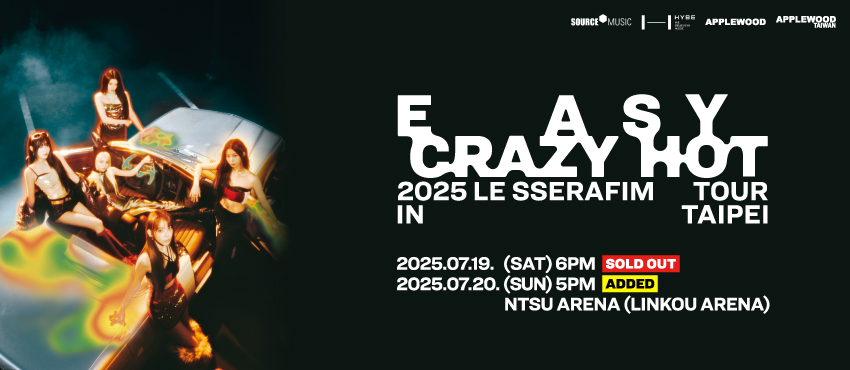 SOURCE MUSIC HYBE APPLEWOOD APPLEWOOD
TAIWAN
E ASY
CRAZY HOT
2025 LE SSERAFIM TOUR
IN TAIPEI
2025.07.19. (SAT) 6PM SOLD OUT
2025.07.20. (SUN) 5PM ADDED
NTSU ARENA (LINKOU ARENA)